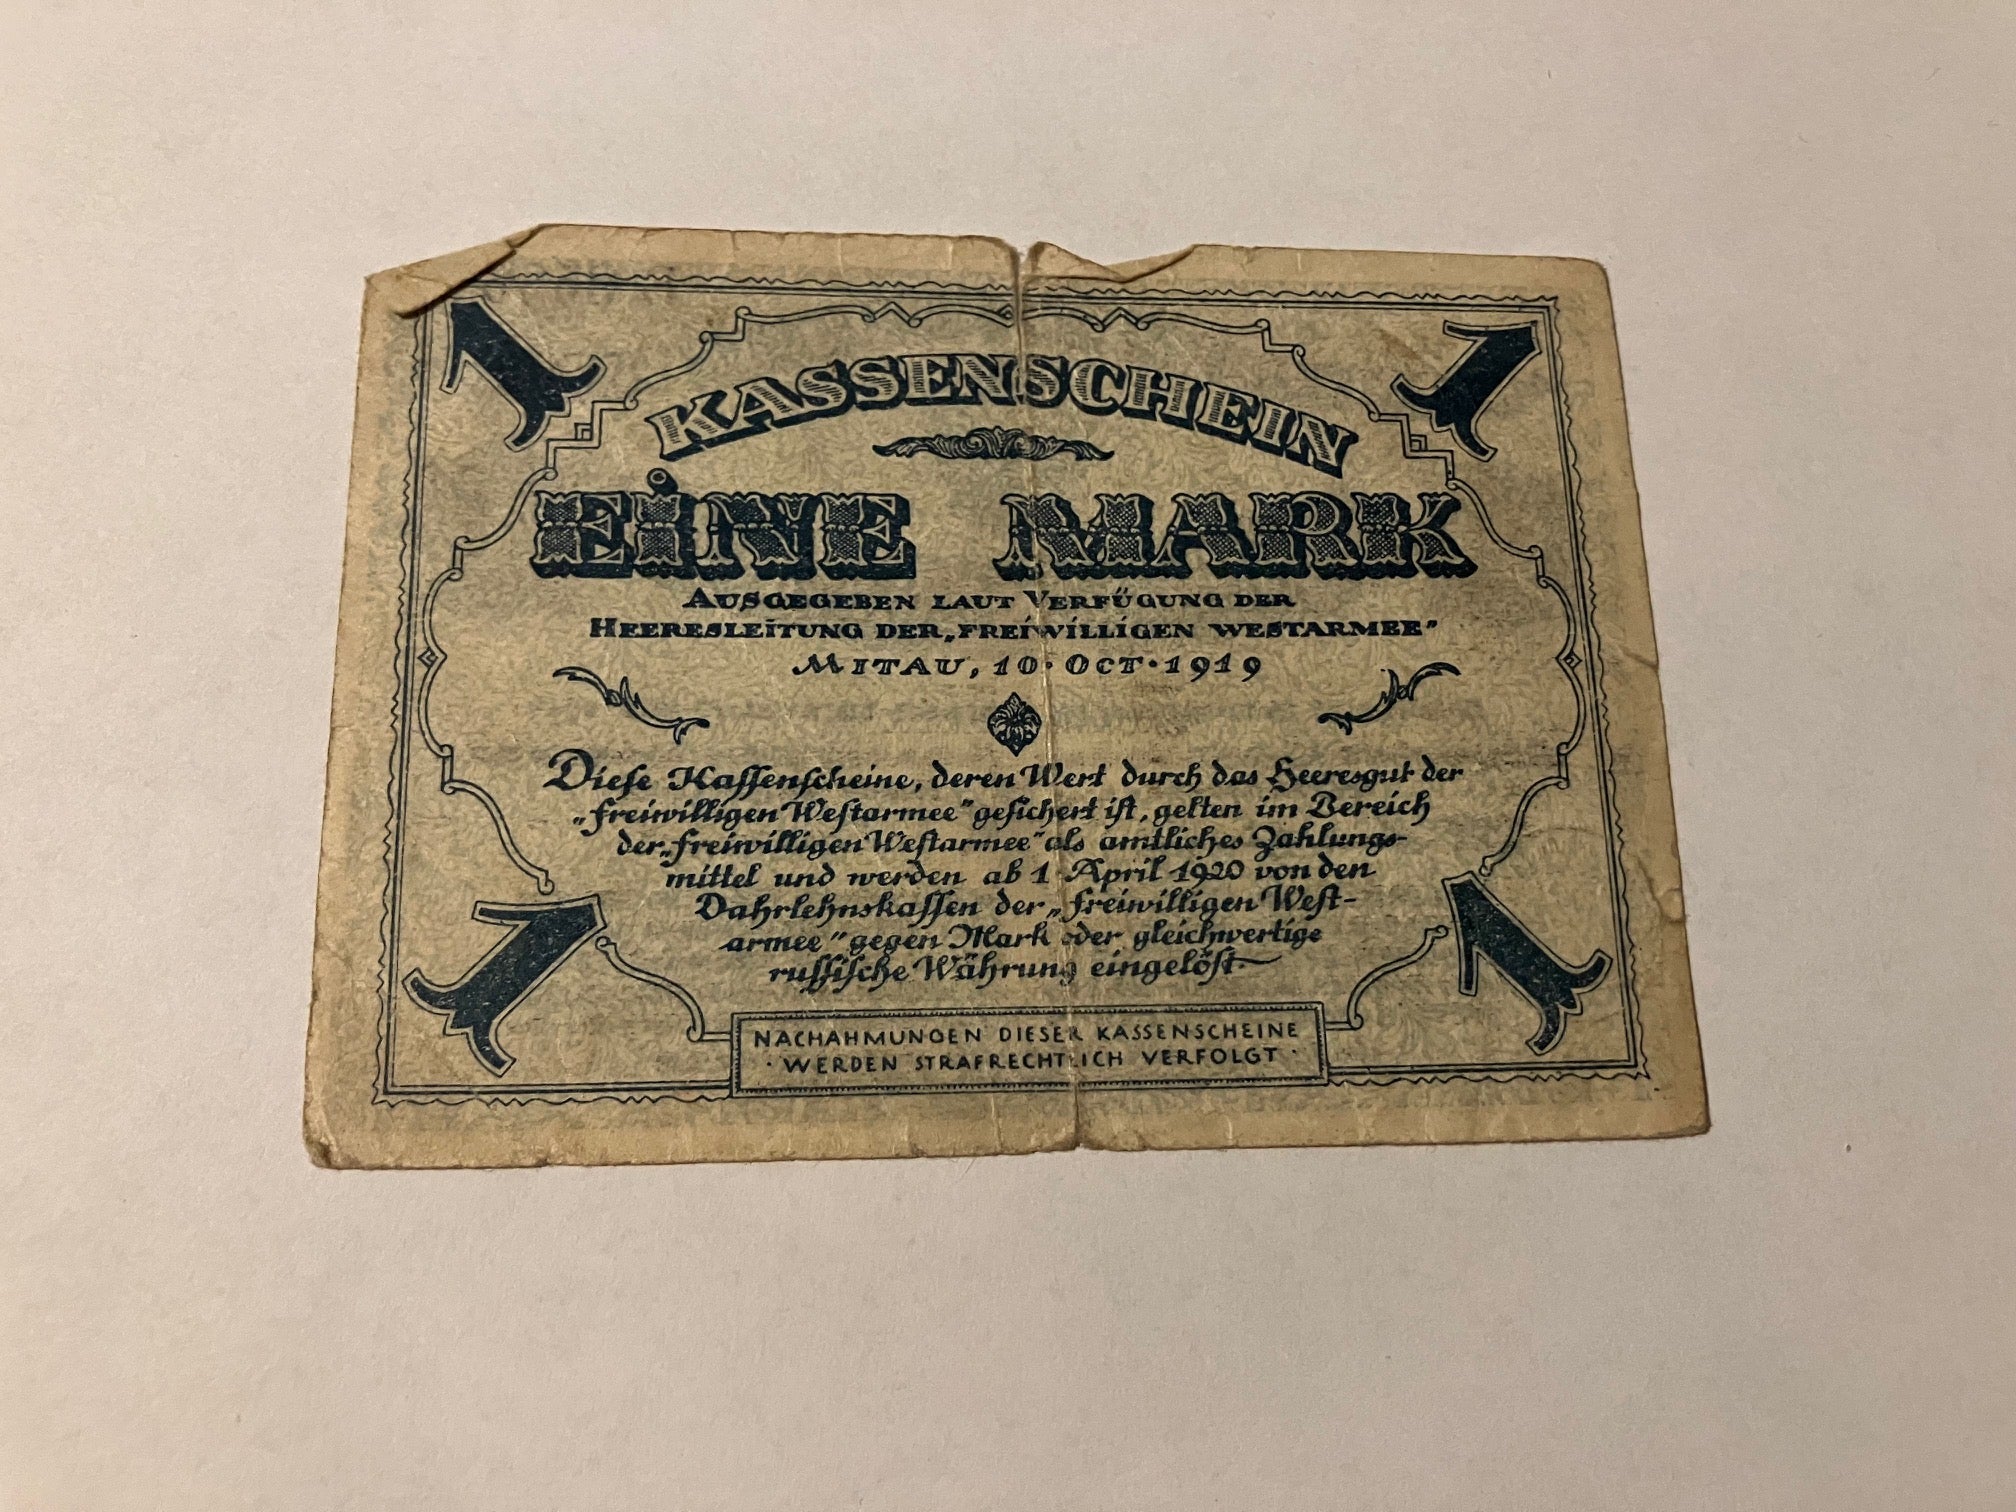 1 1
KASSENSCHEIN
EINE MARK
AUSGEGEBEN LAUT VERFÜGUNG DER
HEERESLEITUNG DER „FREIWILLIGEN WESTARMEE“
MITAU, 10. OCT. 1919
Diese Kassenscheine, deren Wert durch das Heeresgut der
„freiwilligen Westarmee“ gesichert ist, gelten im Bereich
der „freiwilligen Westarmee“ als amtliches Zahlungs-
mittel und werden ab 1 April 1920 von den
Dahrlehnskassen der „freiwilligen West-
armee“ gegen Mark oder gleichwertige
russische Währung eingelöst
1 1
NACHAHMUNGEN DIESER KASSENSCHEINE
· WERDEN STRAFRECHTLICH VERFOLGT ·